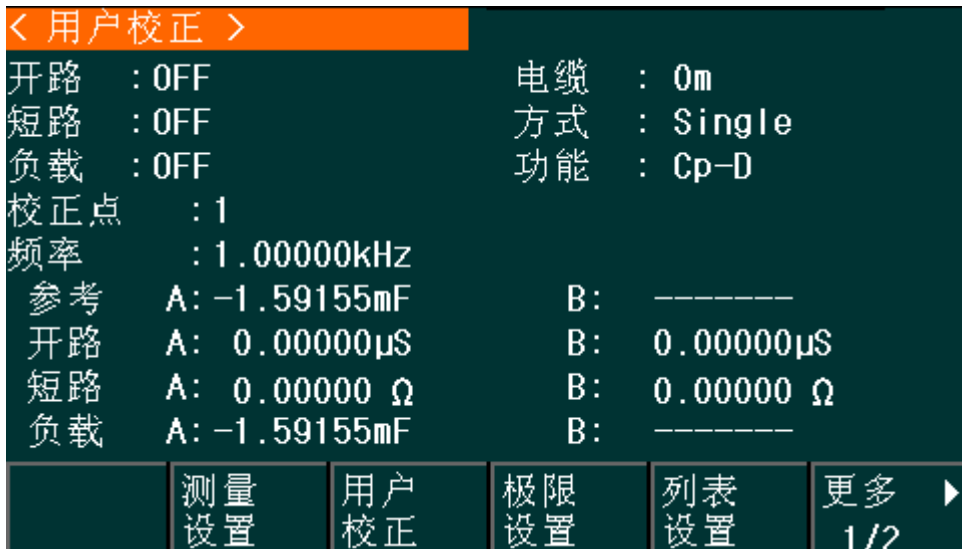 < 用户校正 >
开路 :OFF 电缆 : 0m
短路 :OFF 方式 : Single
负载 :OFF 功能 : Cp-D
校正点 :1
频率 :1.00000kHz
参考 A:-1.59155mF B: -------
开路 A: 0.00000μS B: 0.00000μS
短路 A: 0.00000 Ω B: 0.00000 Ω
负载 A:-1.59155mF B: -------
测量 用户 极限 列表 更多 ▶
设置 校正 设置 设置 1/2